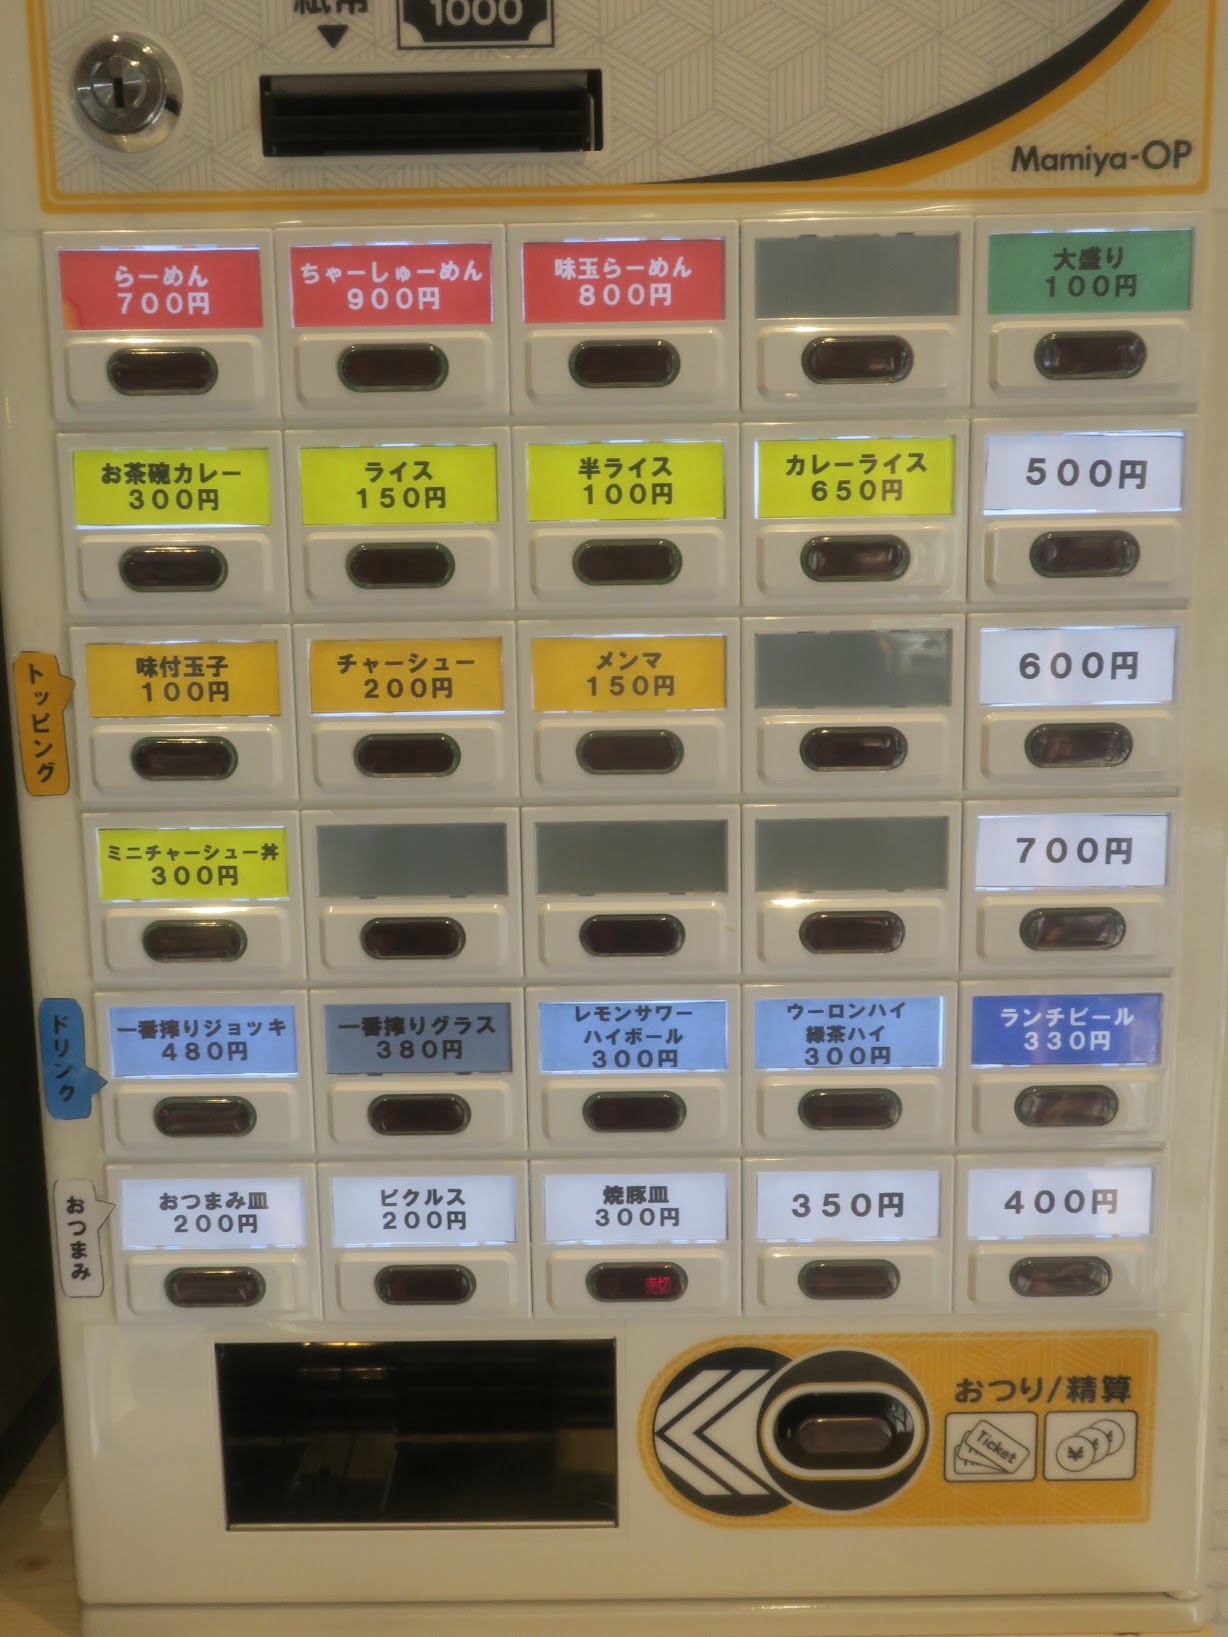 紙幣
1000
Mamiya-OP
らーめん
700円
ちゃーしゅーめん
900円
味玉らーめん
800円
大盛り
100円
お茶碗カレー
300円
ライス
150円
半ライス
100円
カレーライス
650円
500円
トッピング
味付玉子
100円
チャーシュー
200円
メンマ
150円
600円
ミニチャーシュー丼
300円
700円
ドリンク
一番搾りジョッキ
480円
一番搾りグラス
380円
レモンサワー
ハイボール
300円
ウーロンハイ
緑茶ハイ
300円
ランチビール
330円
おつまみ
おつまみ皿
200円
ピクルス
200円
焼豚皿
300円
売切
350円
400円
おつり/精算
Ticket
¥